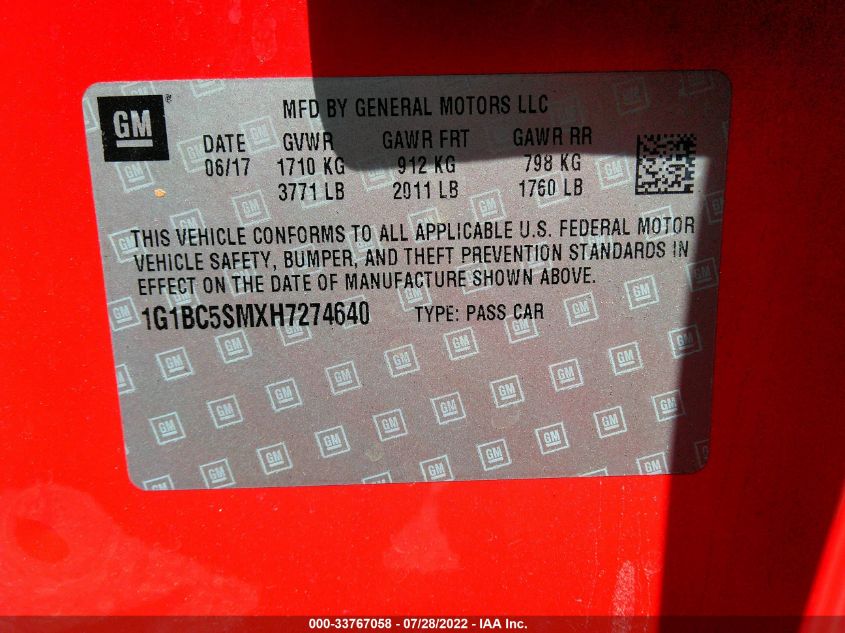 GM ®
MFD BY GENERAL MOTORS LLC
DATE GVWR GAWR FRT GAWR RR
06/17 1710 KG 912 KG 798 KG
3771 LB 2011 LB 1760 LB
THIS VEHICLE CONFORMS TO ALL APPLICABLE U.S. FEDERAL MOTOR
VEHICLE SAFETY, BUMPER, AND THEFT PREVENTION STANDARDS IN
EFFECT ON THE DATE OF MANUFACTURE SHOWN ABOVE.
1G1BC5SMXH7274640 TYPE: PASS CAR
000-33767058 - 07/28/2022 - IAA Inc.